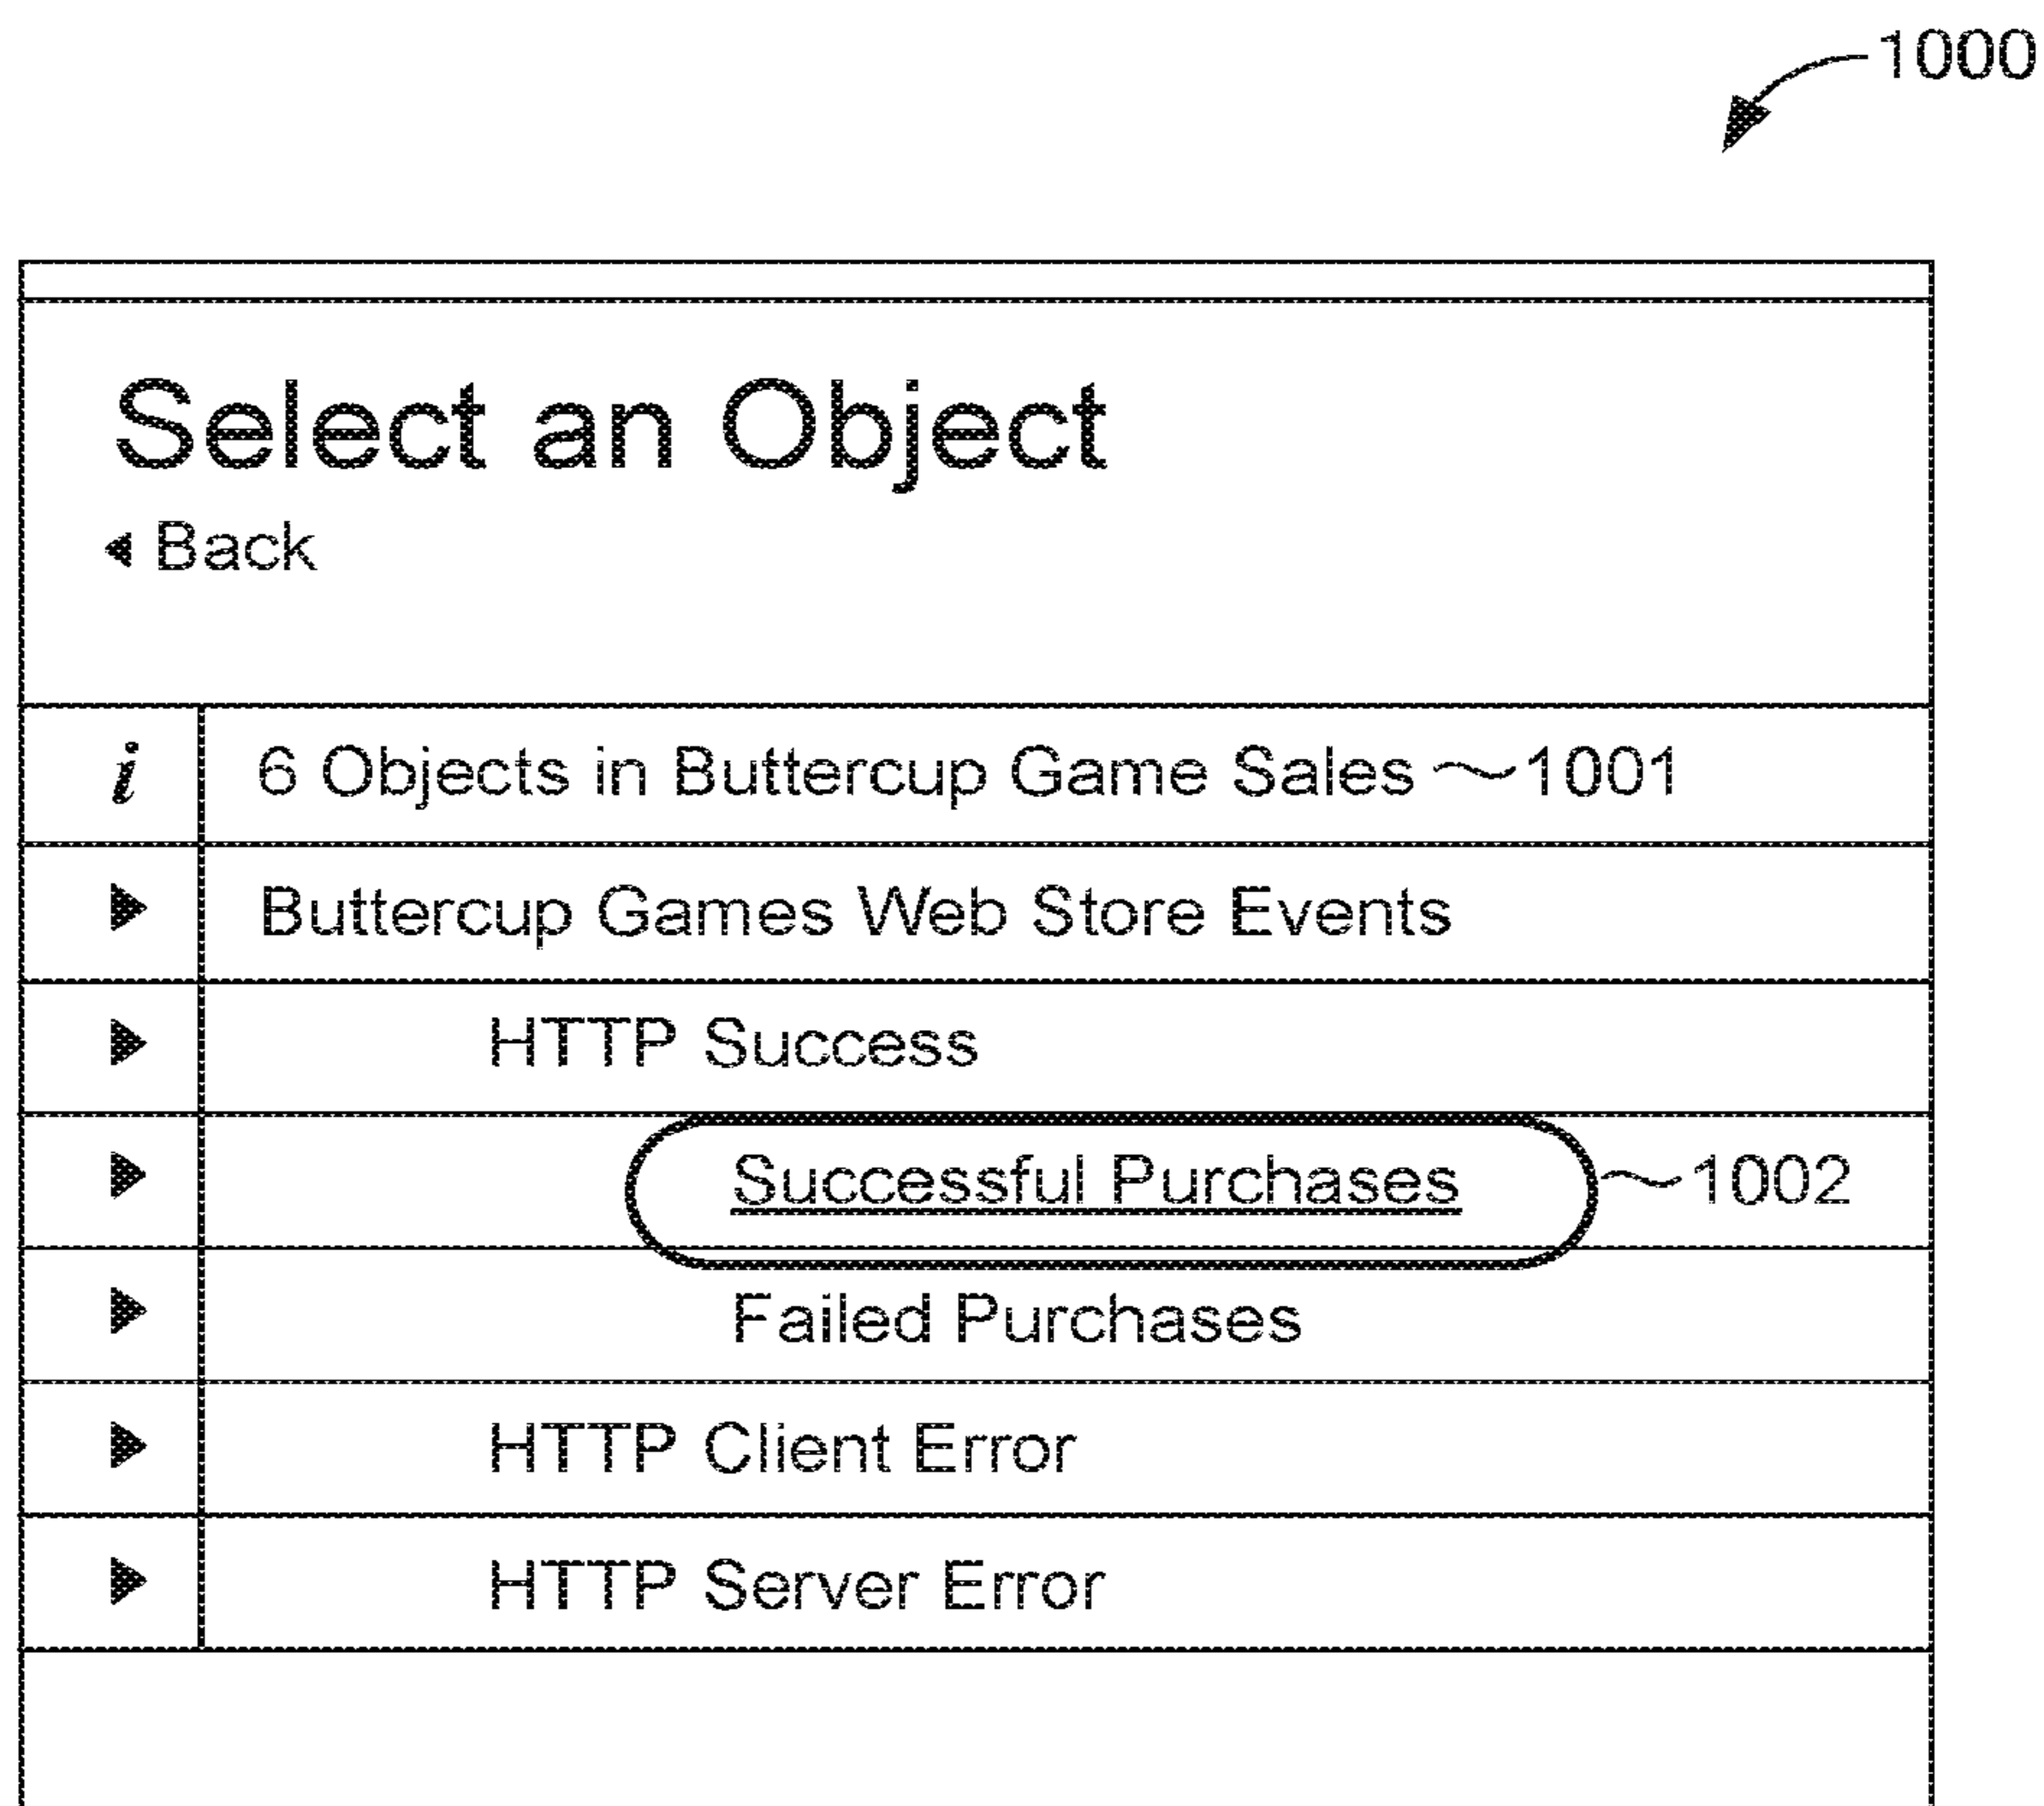 1000
Select an Object
Back
i 6 Objects in Buttercup Game Sales 1001
Buttercup Games Web Store Events
HTTP Success
Successful Purchases 1002
Failed Purchases
HTTP Client Error
HTTP Server Error